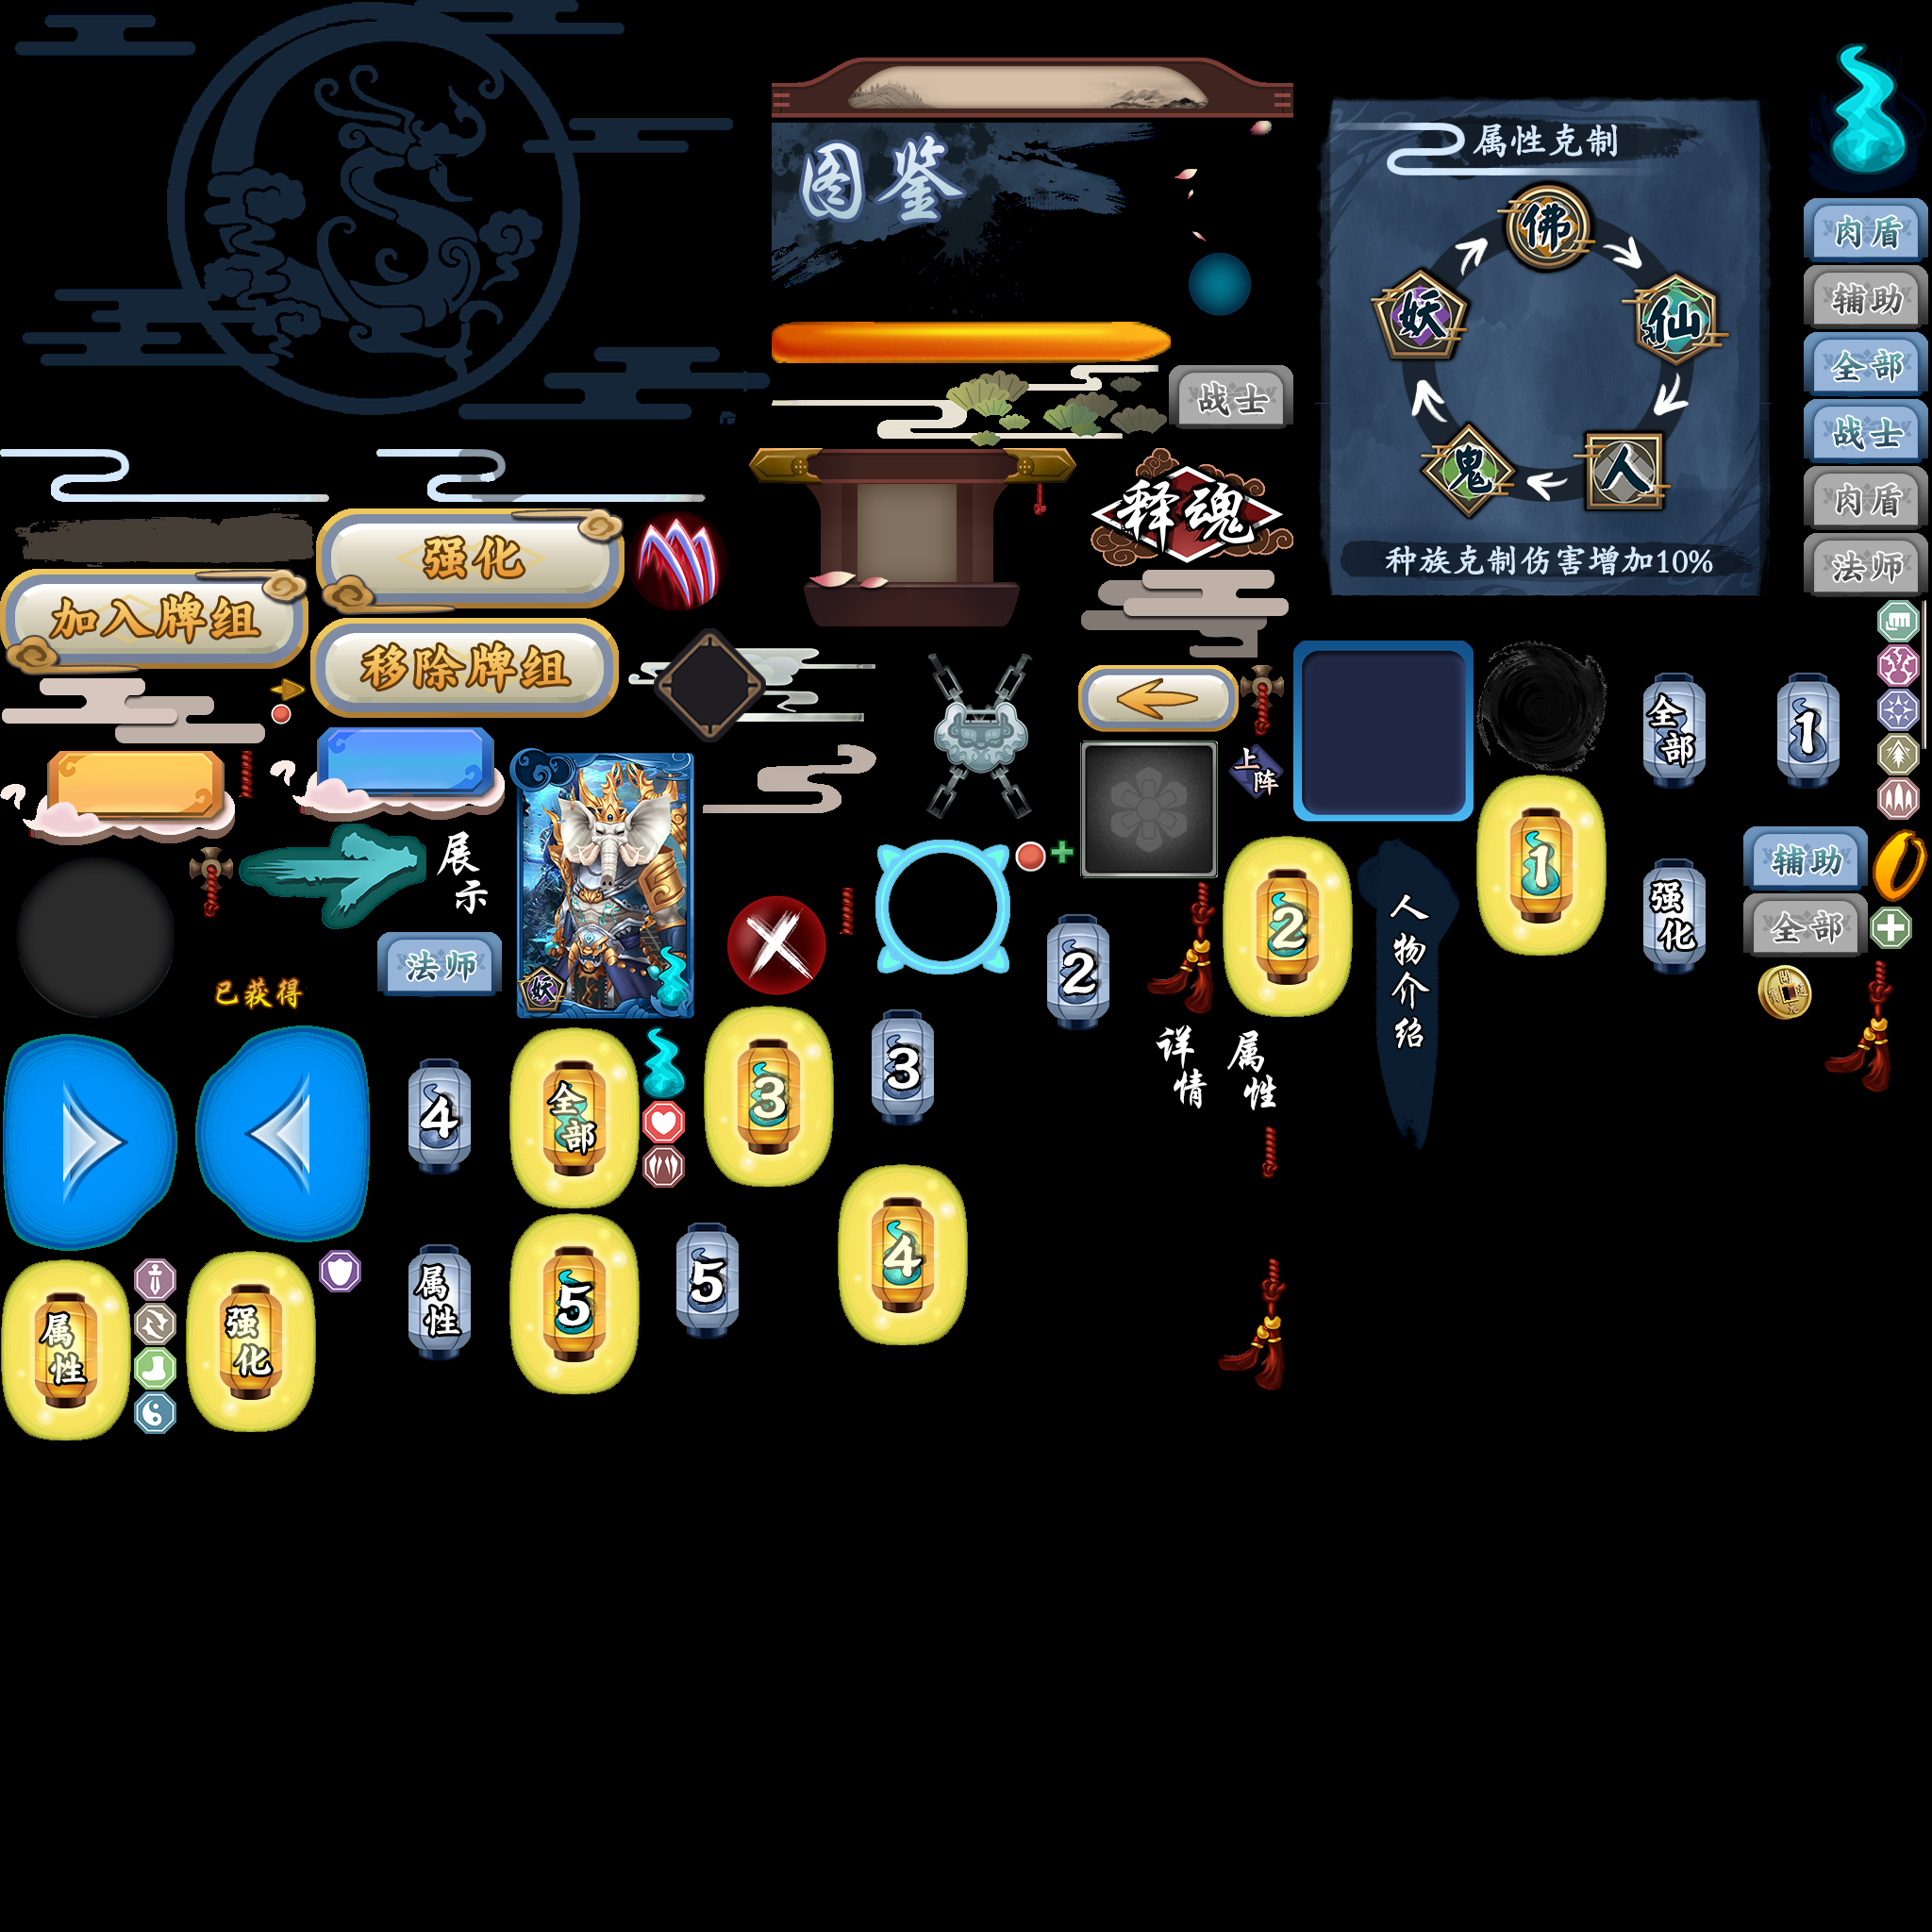 图鉴
属性克制
佛
妖
仙
鬼
人
种族克制伤害增加10%
肉盾
辅助
全部
战士
肉盾
法师
战士
释魂
强化
加入牌组
移除牌组
上阵
全部
1
展示
妖
法师
已获得
1
2
2
人物介绍
辅助
全部
强化
详情
属性
4
全部
3
3
4
属性
强化
属性
5
5